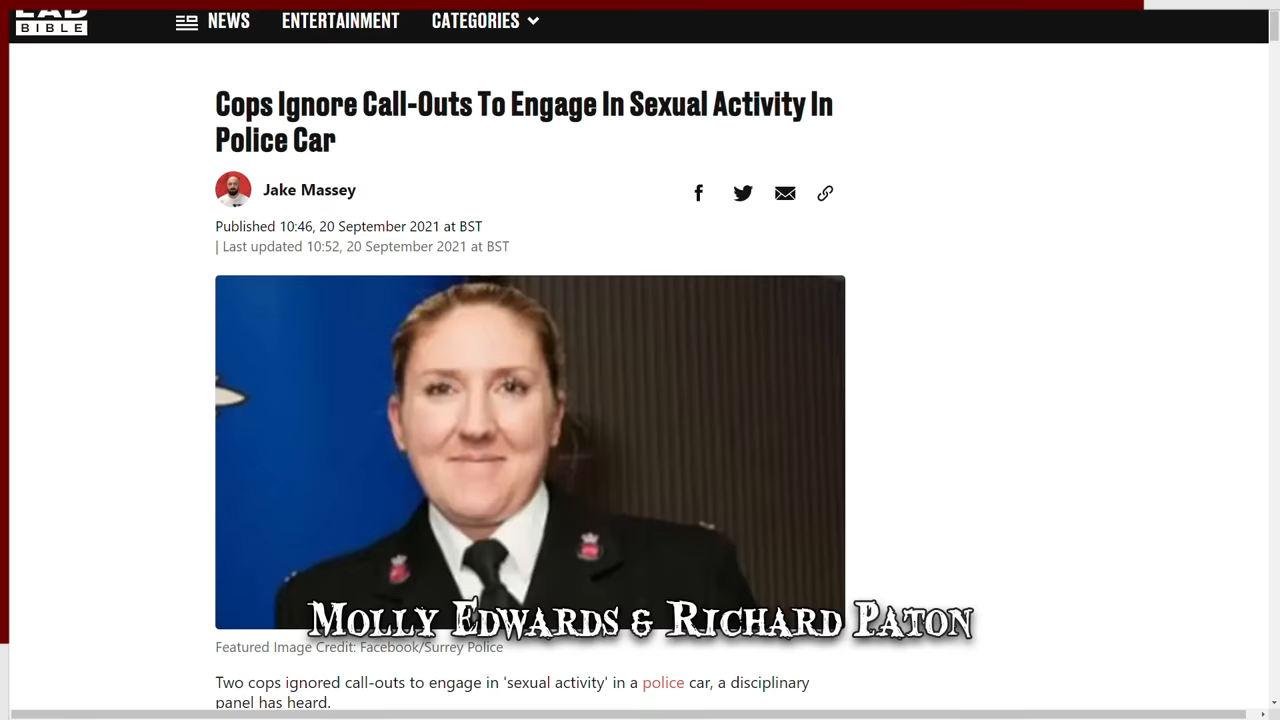 LAD
BIBLE
NEWS
ENTERTAINMENT
CATEGORIES
Cops Ignore Call-Outs To Engage In Sexual Activity In
Police Car
Jake Massey
Published 10:46, 20 September 2021 at BST
| Last updated 10:52, 20 September 2021 at BST
Molly Edwards & Richard Paton
Featured Image Credit: Facebook/Surrey Police
Two cops ignored call-outs to engage in 'sexual activity' in a police car, a disciplinary
panel has heard.